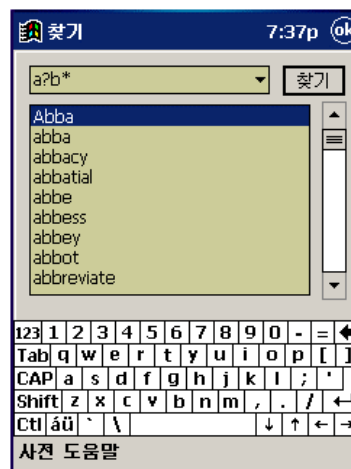 찾기 7:37p ok
a?b* 찾기
Abba
abba
abbacy
abbatial
abbe
abbess
abbey
abbot
abbreviate
123 1 2 3 4 5 6 7 8 9 0 - =
Tab q w e r t y u i o p [ ]
CAP a s d f g h j k l ; '
Shift z x c v b n m , . /
Ctl áü ` \ ↓ ↑ ← →
사전 도움말